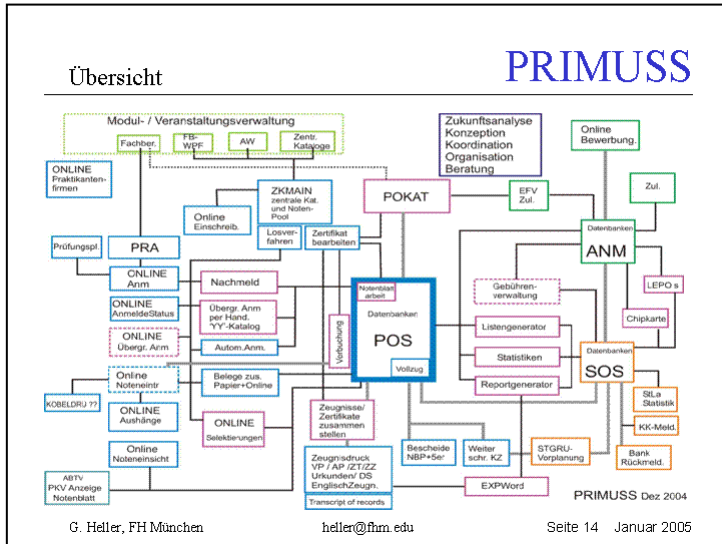 Übersicht
PRIMUSS
Modul- / Veranstaltungsverwaltung
Fachber.
FB-
WPF
AW
Zentr.
Kataloge
Zukunftsanalyse
Konzeption
Koordination
Organisation
Beratung
Online
Bewerbung.
ONLINE
Praktikanten-
firmen
ZKMAIN
zentrale Kat.
und Noten-
Pool
Online
Einschreib.
Losver-
fahren
Zertifikat
bearbeiten
POKAT
EFV
Zul.
Zul.
Datenbanken
ANM
Prüfungspl.
PRA
ONLINE
Anm
Nachmeld
Notenblatt
arbeit
Datenbanken
POS
Vollzug
Gebühren-
verwaltung
LEPO s
Chipkarte
ONLINE
AnmeldeStatus
Übergr. Anm
per Hand.
'YY'-Katalog
Verbuchung
Listengenerator
ONLINE
Übergr. Anm
Autom.Anm.
Statistiken
Datenbanken
SOS
Online
Noteneintr
Belege zus.
Papier+Online
Reportgenerator
KOBELDRU ??
ONLINE
Aushänge
ONLINE
Selektierungen
Zeugnisse/
Zertifikate
zusammen
stellen
StLa
Statistik
KK-Meld.
Online
Noteneinsicht
Zeugnisdruck
VP / AP /ZT/ZZ
Urkunden/ DS
EnglischZeugn.
Transcript of records
Bescheide
NBP+5er
Weiter
schr. KZ
STGRU-
Vorplanung
Bank
Rückmeld.
ABTV
PKV Anzeige
Notenblatt
EXPWord
PRIMUSS Dez 2004
G. Heller, FH München
heller@fhm.edu
Seite 14 Januar 2005